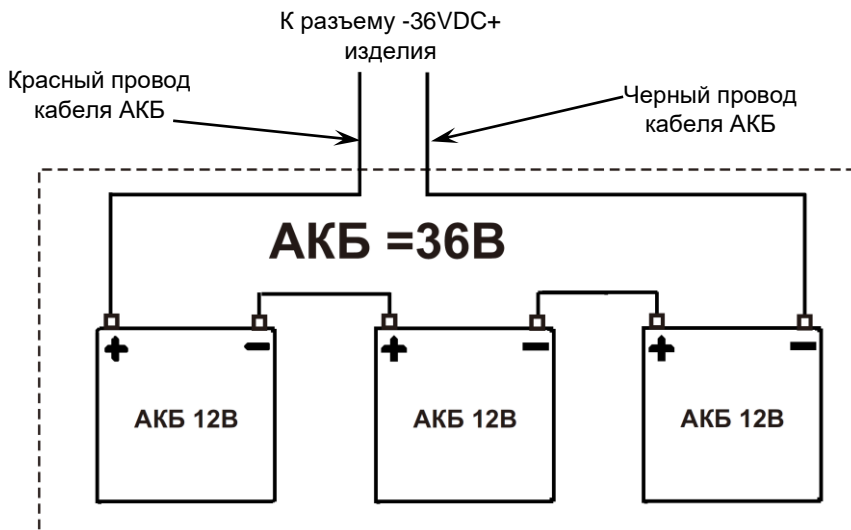 К разъему -36VDC+
изделия
Красный провод
кабеля АКБ
Черный провод
кабеля АКБ
АКБ =36В
+ - + - + -
АКБ 12В АКБ 12В АКБ 12В